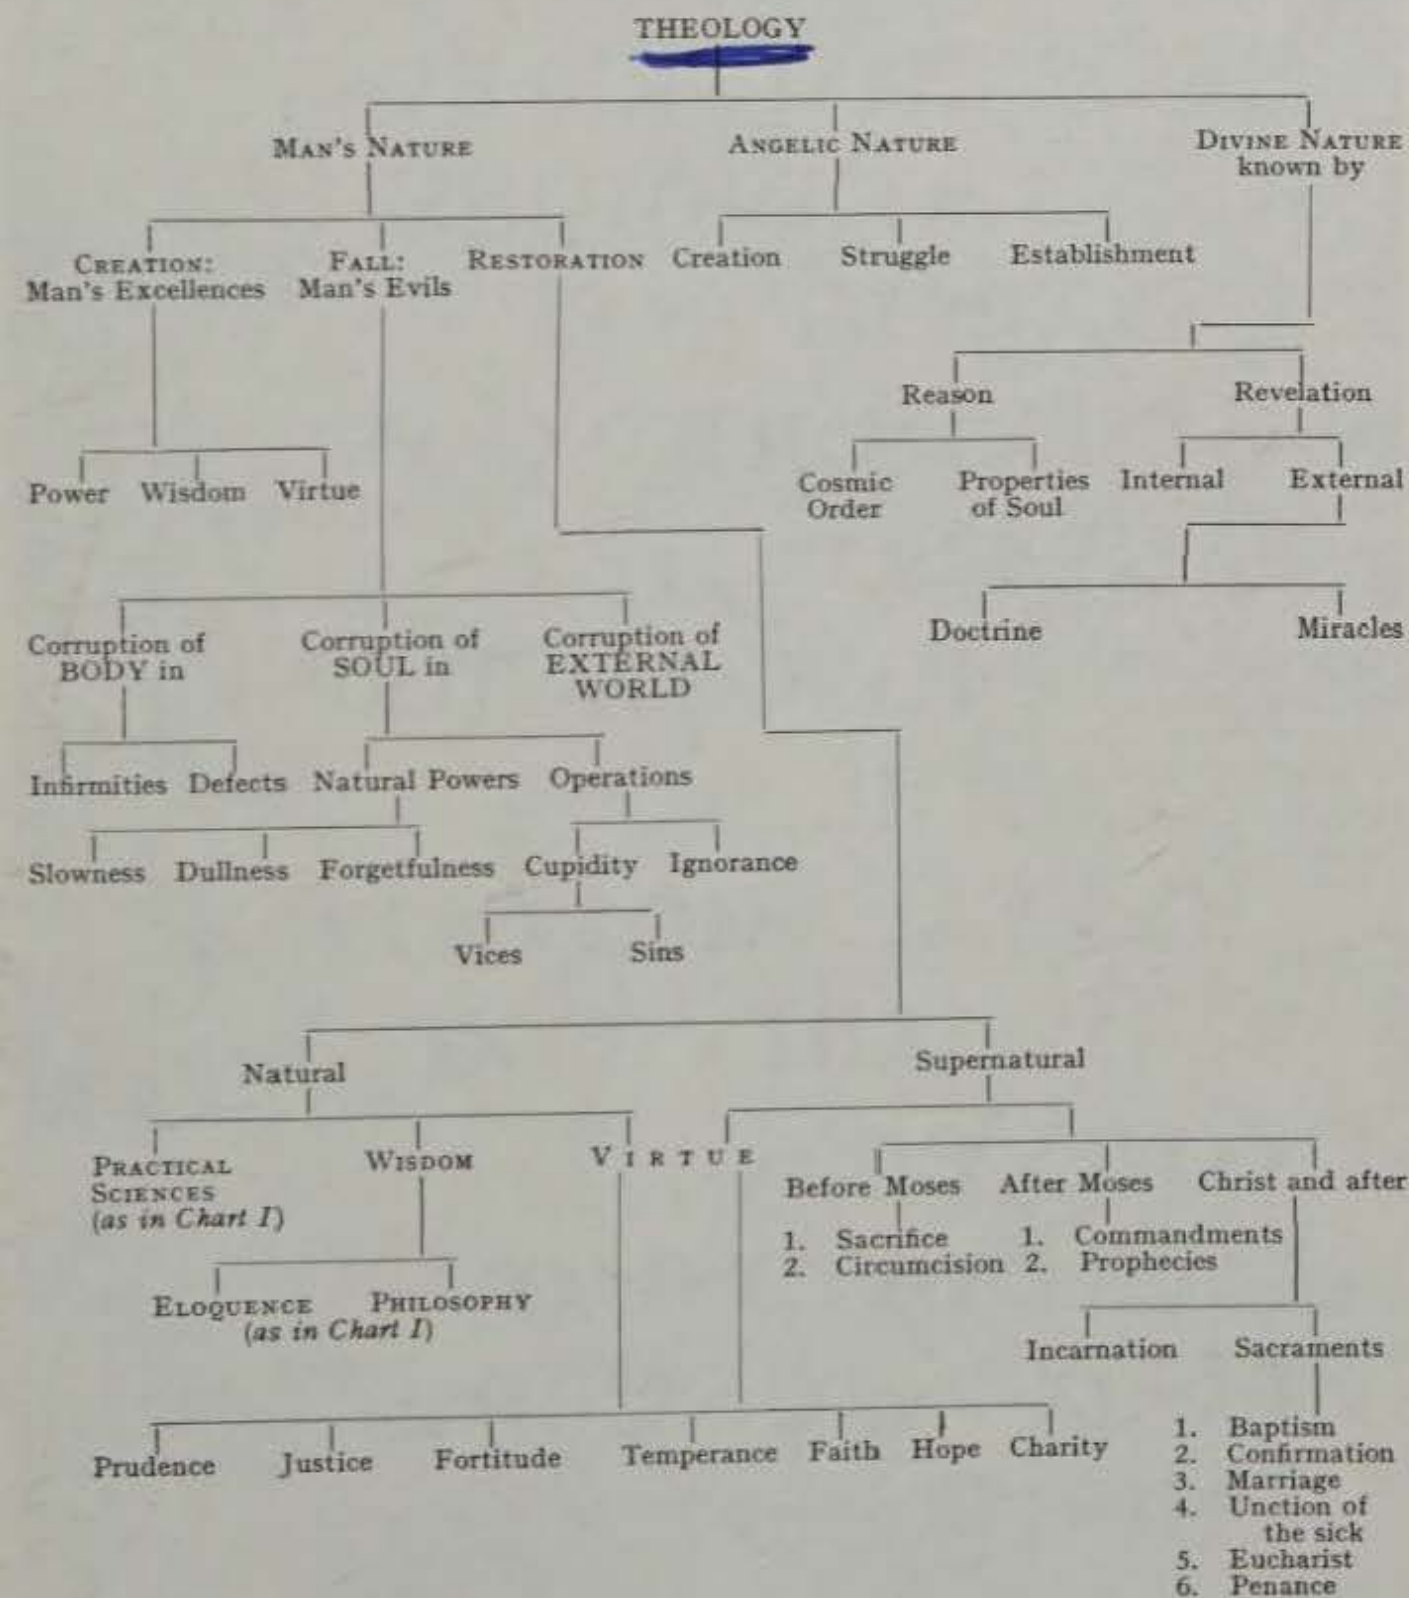 THEOLOGY
MAN'S NATURE
ANGELIC NATURE
DIVINE NATURE
known by
CREATION:
Man's Excellences
FALL:
Man's Evils
RESTORATION
Creation
Struggle
Establishment
Reason
Revelation
Power
Wisdom
Virtue
Cosmic
Order
Properties
of Soul
Internal
External
Doctrine
Miracles
Corruption of
BODY in
Corruption of
SOUL in
Corruption of
EXTERNAL
WORLD
Infirmities
Defects
Natural Powers
Operations
Slowness
Dullness
Forgetfulness
Cupidity
Ignorance
Vices
Sins
Natural
Supernatural
PRACTICAL
SCIENCES
(as in Chart I)
WISDOM
VIRTUE
Before Moses
After Moses
Christ and after
1. Sacrifice
2. Circumcision
1. Commandments
2. Prophecies
ELOQUENCE
PHILOSOPHY
(as in Chart I)
Incarnation
Sacraments
Prudence
Justice
Fortitude
Temperance
Faith
Hope
Charity
1. Baptism
2. Confirmation
3. Marriage
4. Unction of
the sick
5. Eucharist
6. Penance